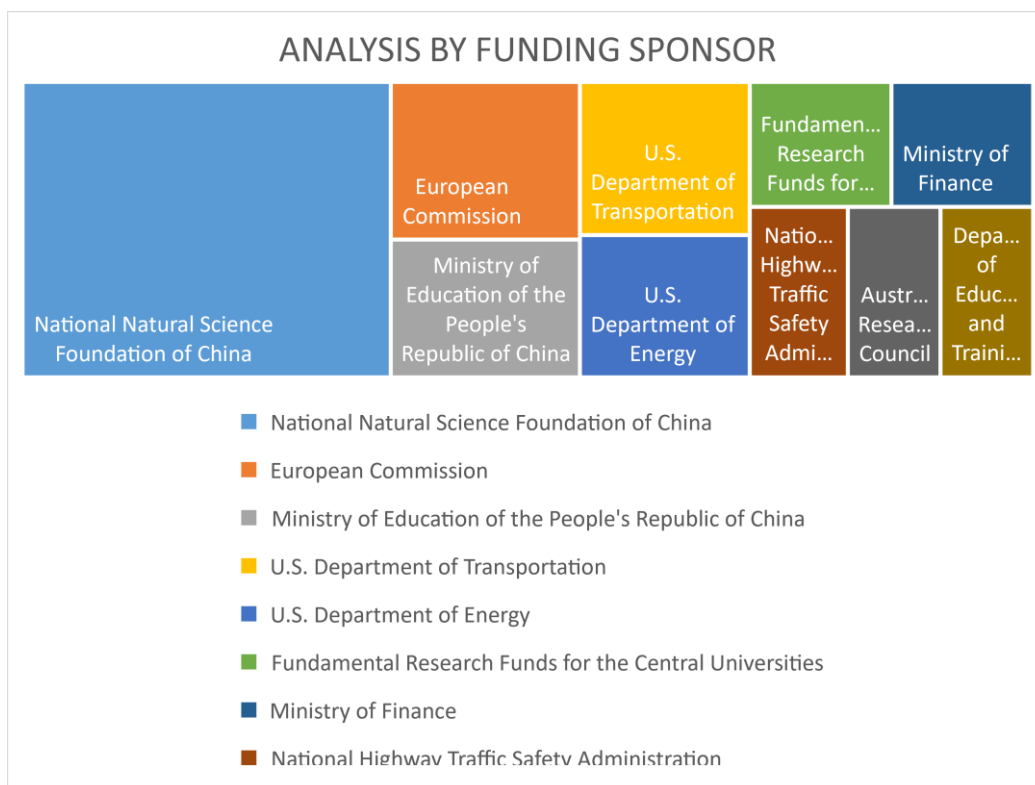 ANALYSIS BY FUNDING SPONSOR
National Natural Science
Foundation of China
European
Commission
Ministry of
Education of the
People's
Republic of China
U.S.
Department of
Transportation
U.S.
Department of
Energy
Fundamen...
Research
Funds for...
Ministry of
Finance
Natio...
Highw...
Traffic
Safety
Admi...
Austr...
Resea...
Council
Depa...
of
Educ...
and
Traini...
National Natural Science Foundation of China
European Commission
Ministry of Education of the People's Republic of China
U.S. Department of Transportation
U.S. Department of Energy
Fundamental Research Funds for the Central Universities
Ministry of Finance
National Highway Traffic Safety Administration